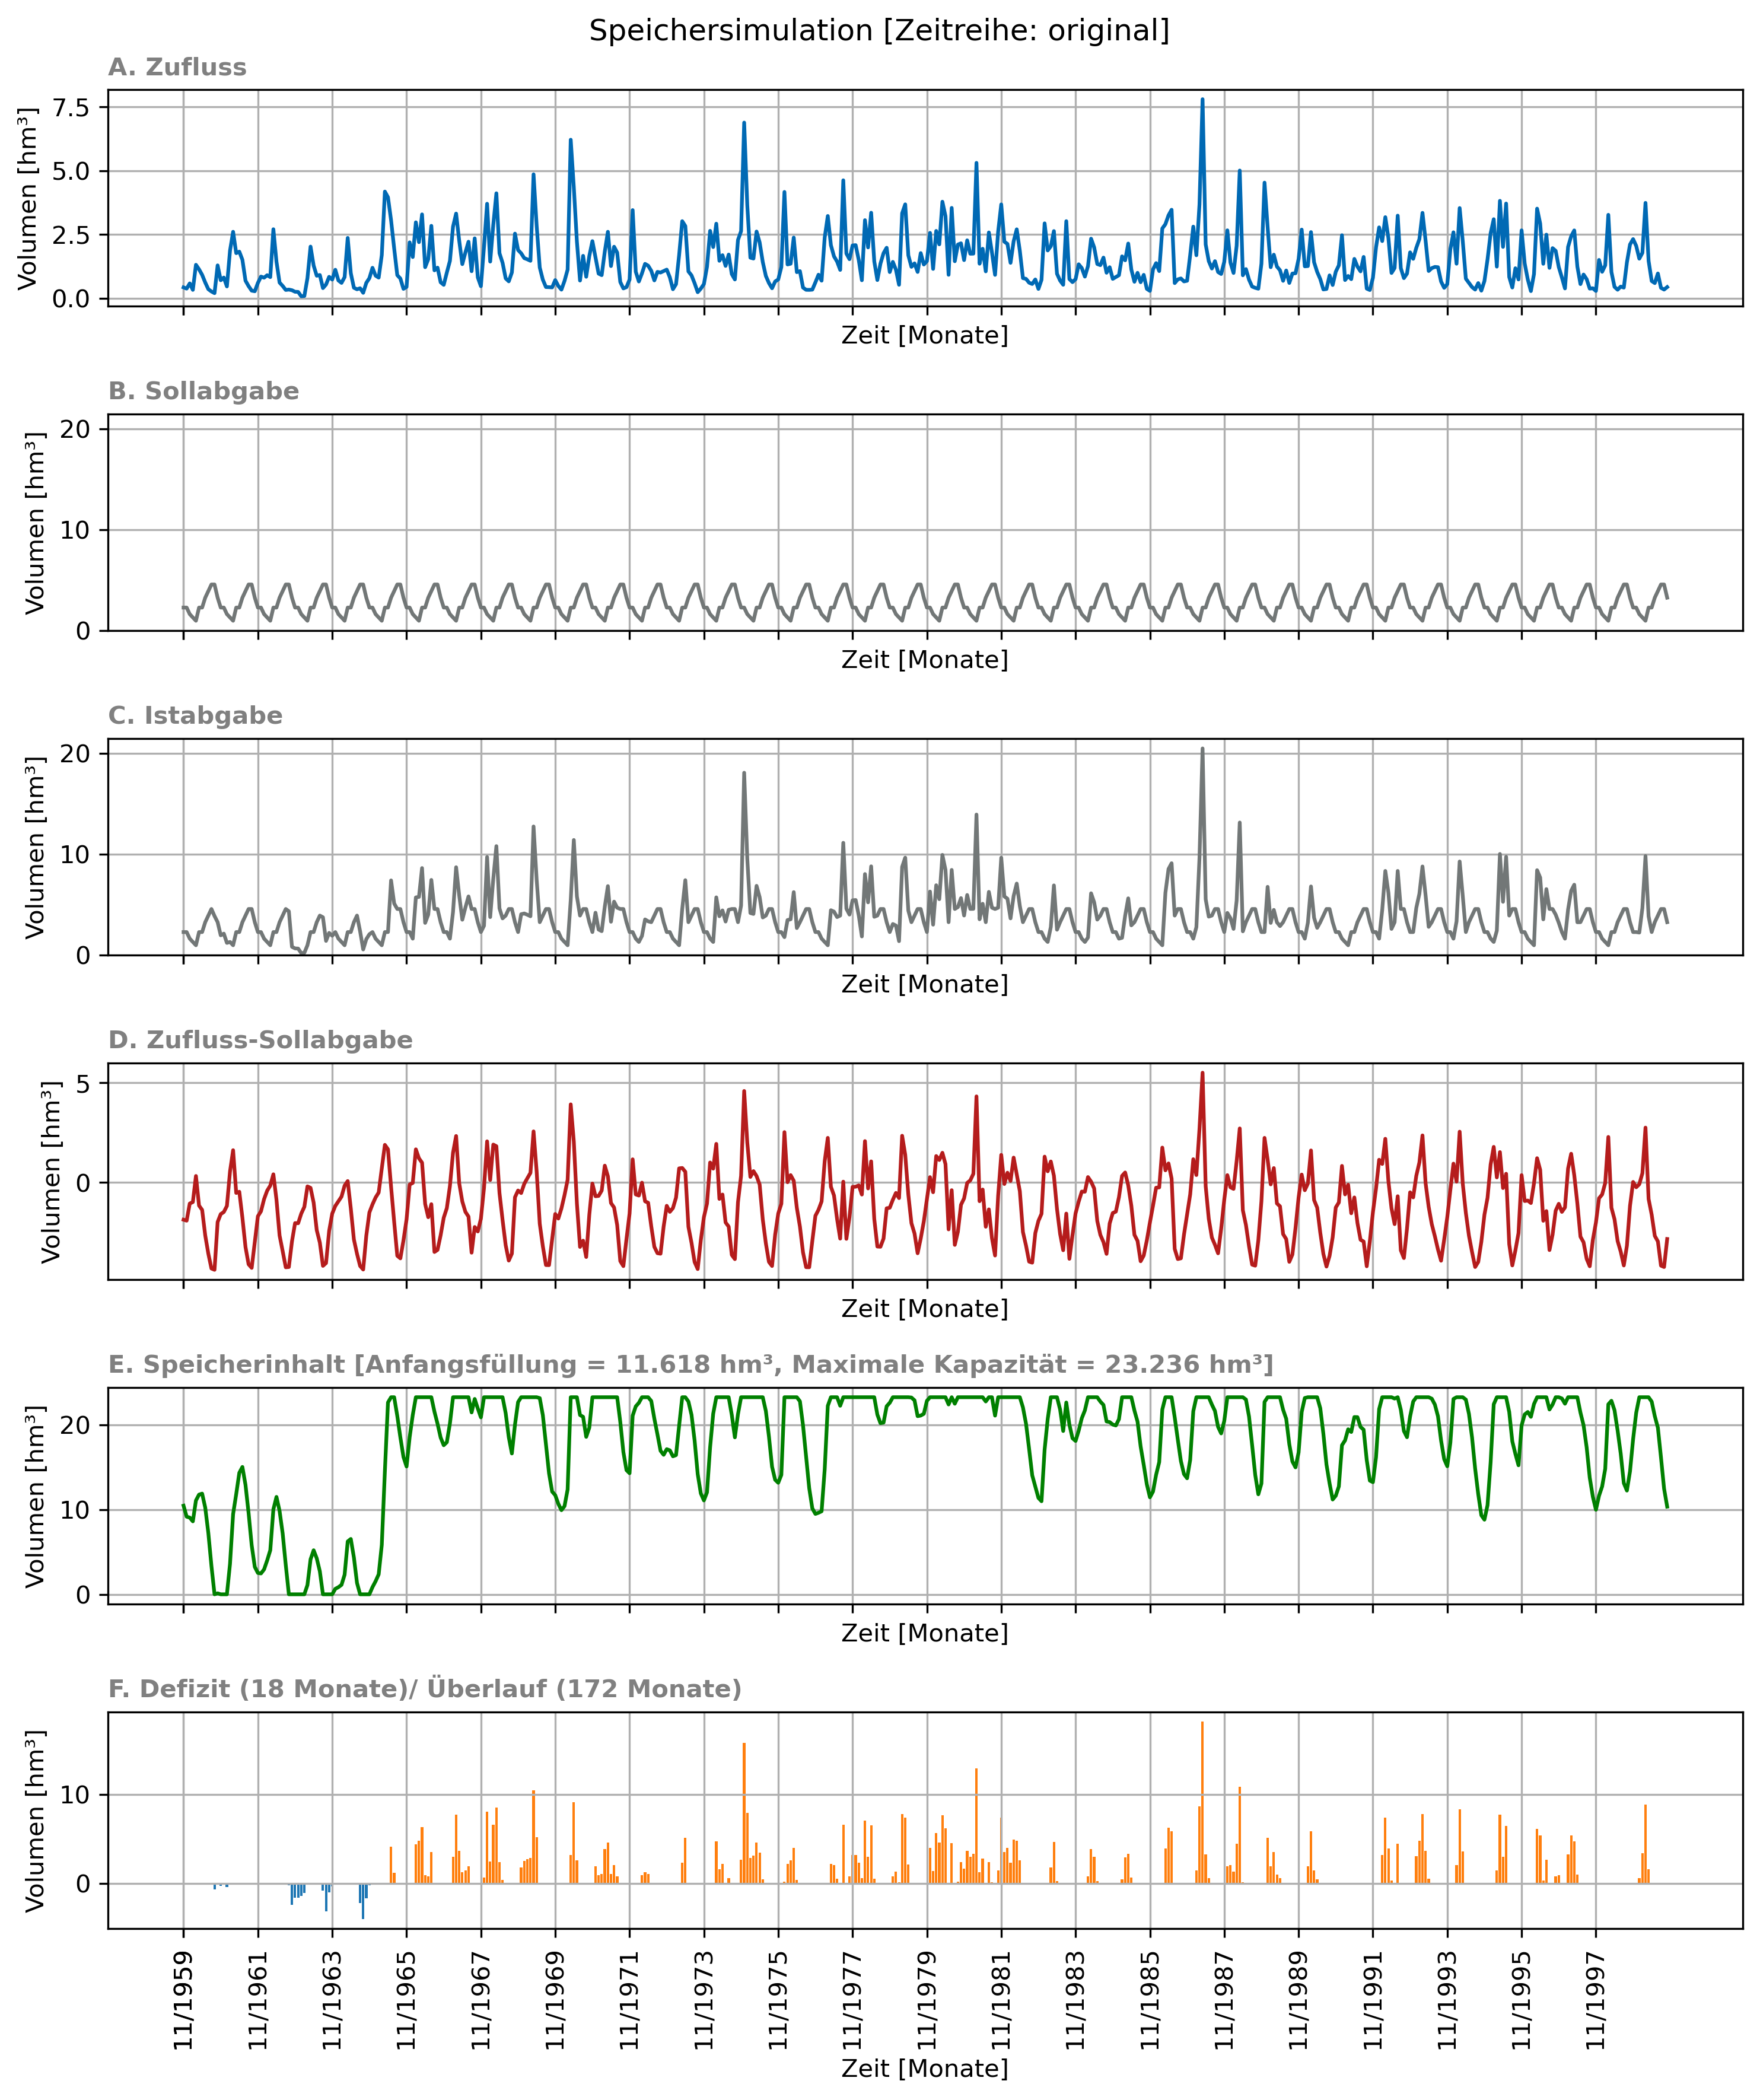 Speichersimulation [Zeitreihe: original]
A. Zufluss
Volumen [hm³]
7.5
5.0
2.5
0.0
Zeit [Monate]
B. Sollabgabe
Volumen [hm³]
20
10
0
Zeit [Monate]
C. Istabgabe
Volumen [hm³]
20
10
0
Zeit [Monate]
D. Zufluss-Sollabgabe
Volumen [hm³]
5
0
Zeit [Monate]
E. Speicherinhalt [Anfangsfüllung = 11.618 hm³, Maximale Kapazität = 23.236 hm³]
Volumen [hm³]
20
10
0
Zeit [Monate]
F. Defizit (18 Monate)/ Überlauf (172 Monate)
Volumen [hm³]
10
0
11/1959
11/1961
11/1963
11/1965
11/1967
11/1969
11/1971
11/1973
11/1975
11/1977
11/1979
11/1981
11/1983
11/1985
11/1987
11/1989
11/1991
11/1993
11/1995
11/1997
Zeit [Monate]